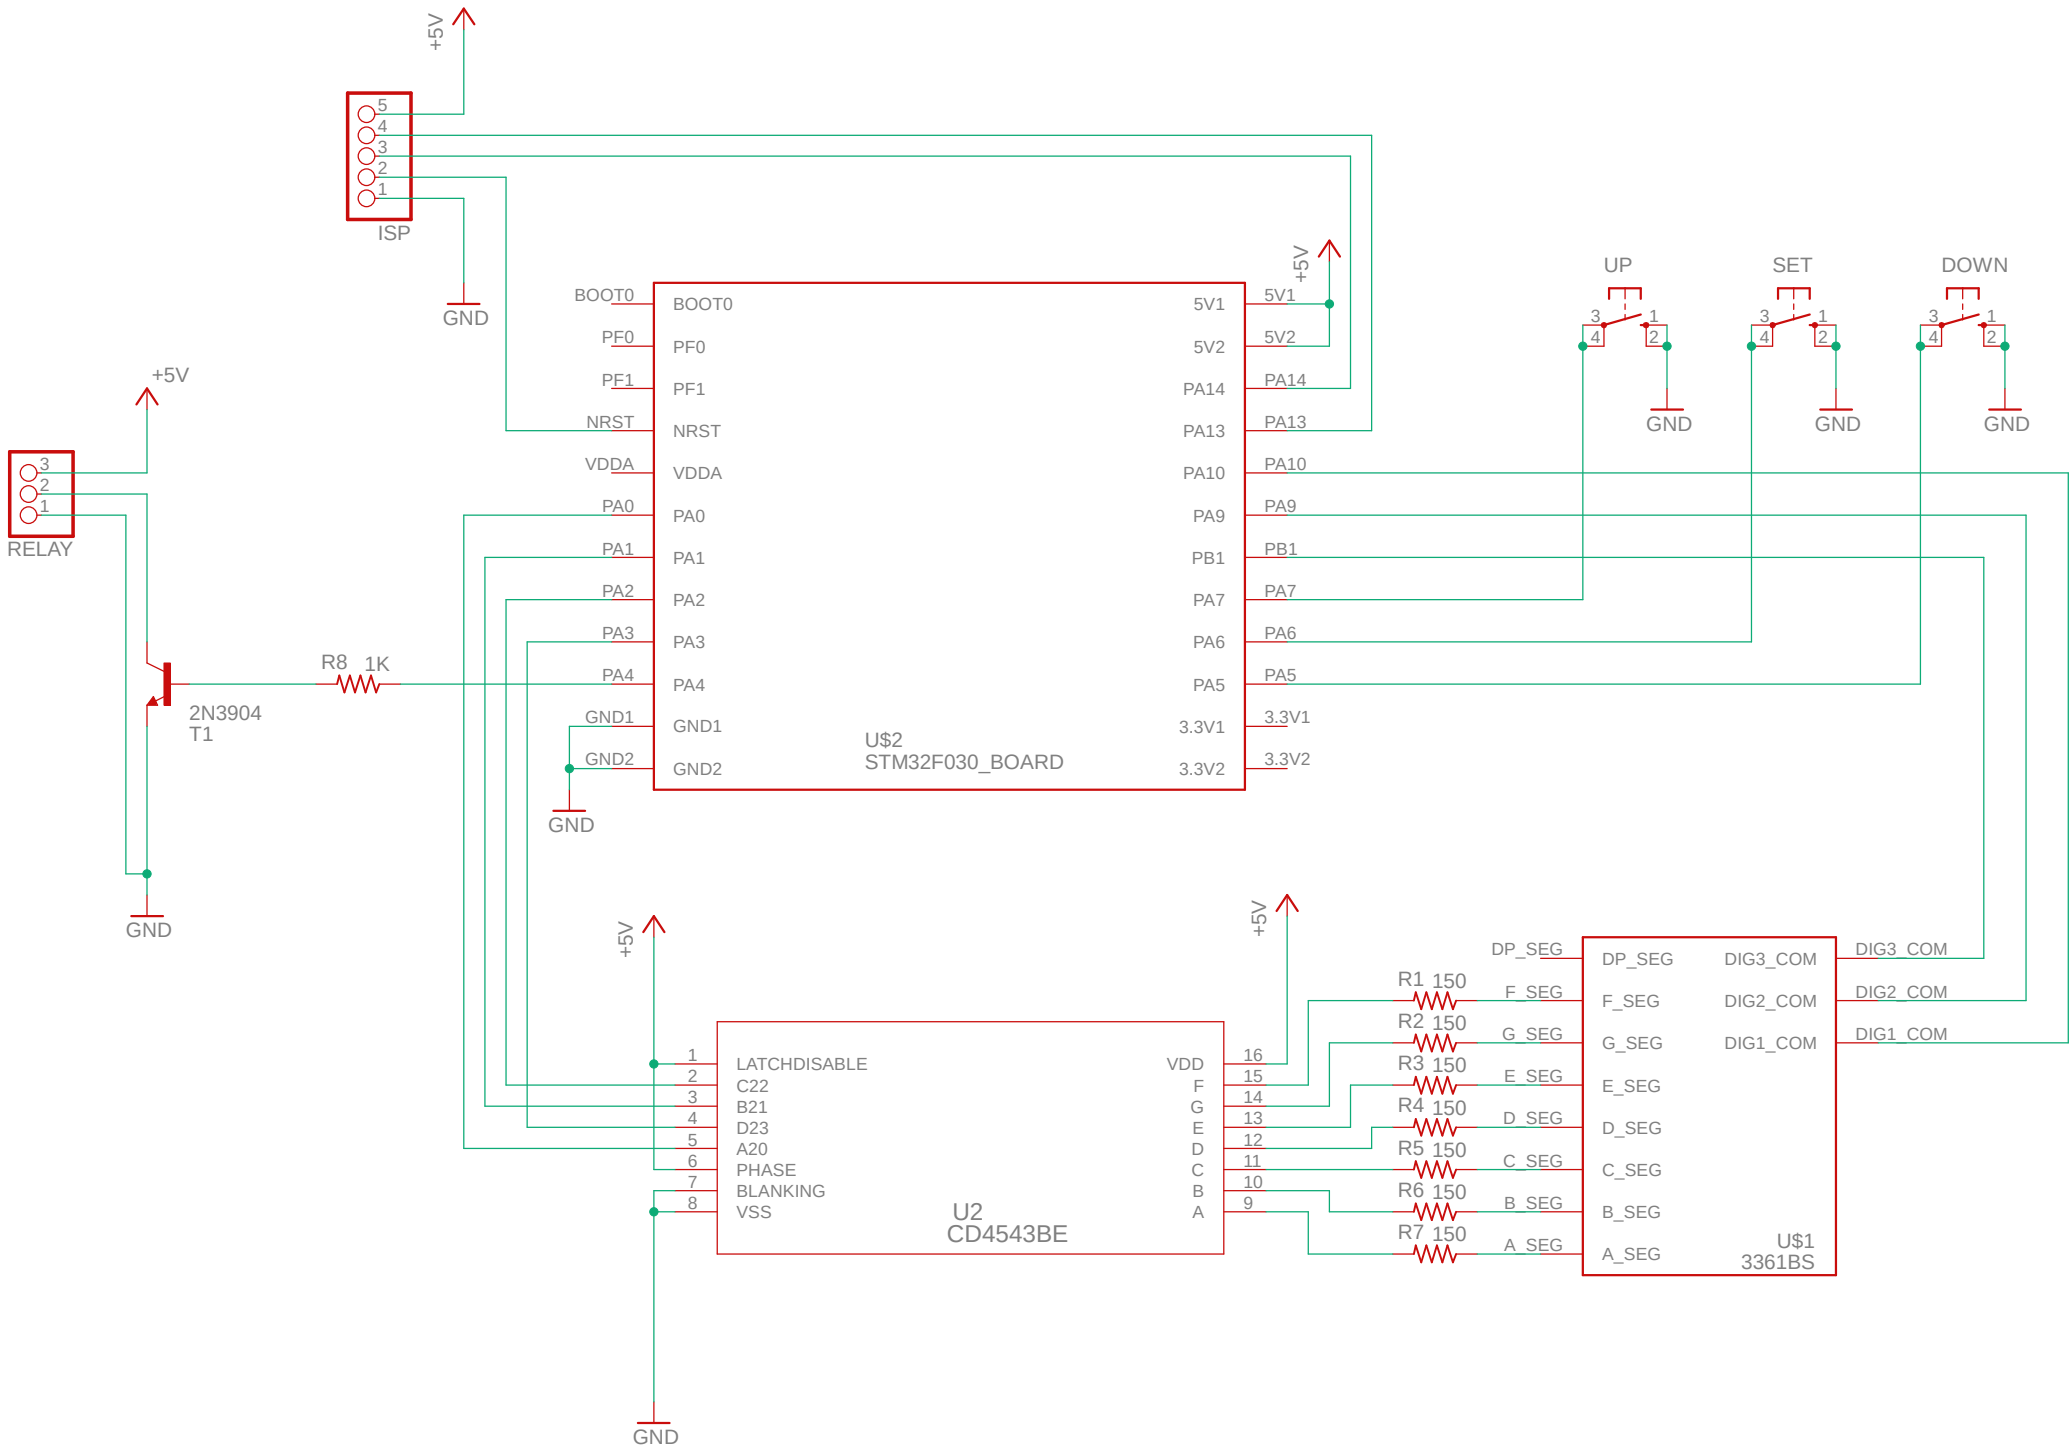 +5V
5
4
3
2
1
ISP
GND
+5V
3
2
1
RELAY
R8 1K
2N3904
T1
GND
BOOT0
PF0
PF1
NRST
VDDA
PA0
PA1
PA2
PA3
PA4
GND1
GND2
GND
BOOT0
PF0
PF1
NRST
VDDA
PA0
PA1
PA2
PA3
PA4
GND1
GND2
U$2
STM32F030_BOARD
5V1
5V2
PA14
PA13
PA10
PA9
PB1
PA7
PA6
PA5
3.3V1
3.3V2
+5V
5V1
5V2
PA14
PA13
PA10
PA9
PB1
PA7
PA6
PA5
3.3V1
3.3V2
UP
3 1
4 2
GND
SET
3 1
4 2
GND
DOWN
3 1
4 2
GND
+5V
1 LATCHDISABLE
2 C22
3 B21
4 D23
5 A20
6 PHASE
7 BLANKING
8 VSS
GND
U2
CD4543BE
+5V
VDD 16
F 15
G 14
E 13
D 12
C 11
B 10
A 9
R1 150
R2 150
R3 150
R4 150
R5 150
R6 150
R7 150
DP_SEG
F_SEG
G_SEG
E_SEG
D_SEG
C_SEG
B_SEG
A_SEG
DP_SEG
F_SEG
G_SEG
E_SEG
D_SEG
C_SEG
B_SEG
A_SEG
DIG3_COM
DIG2_COM
DIG1_COM
U$1
3361BS
DIG3_COM
DIG2_COM
DIG1_COM